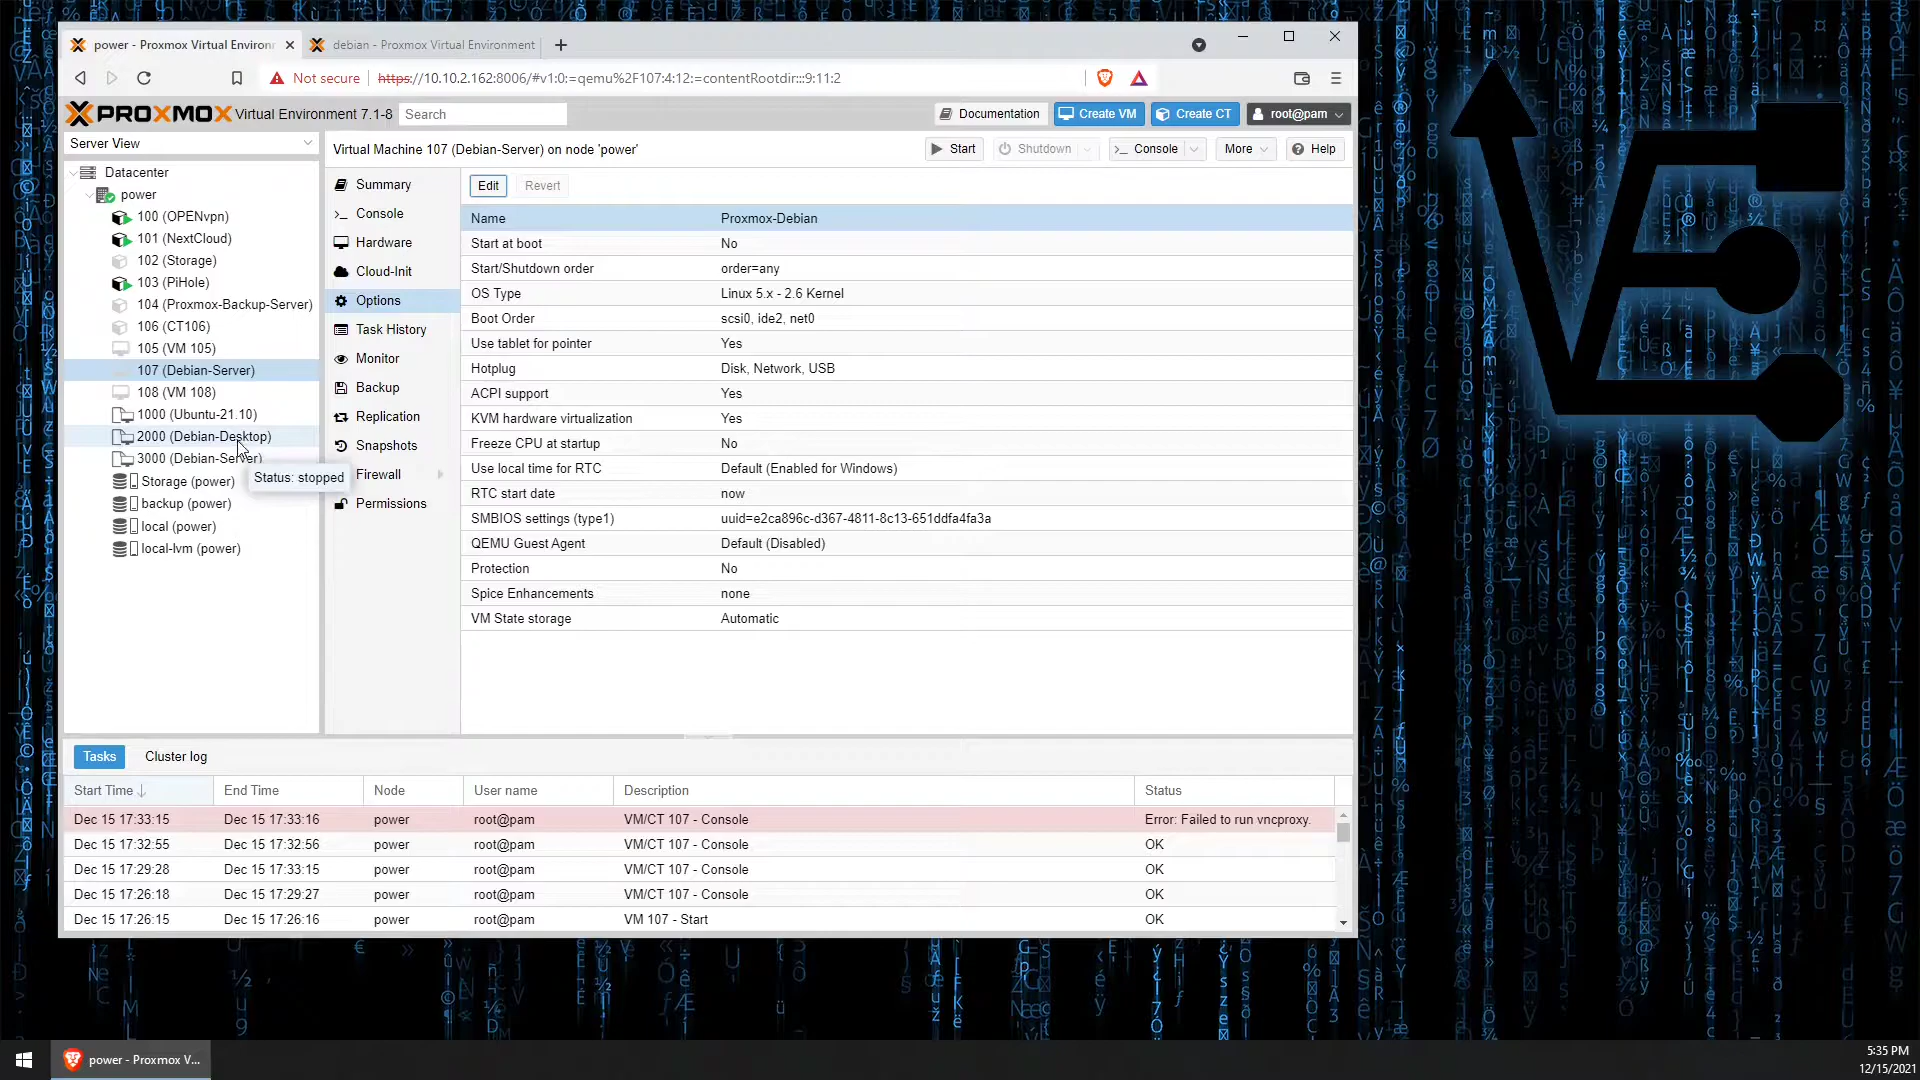 power - Proxmox Virtual Environ
debian - Proxmox Virtual Environment
Not secure
https://10.10.2.162:8006/#v1:0:=qemu%2F107:4:12:=contentRootdir:::9:11:2
PROXMOX Virtual Environment 7.1-8
Search
Documentation
Create VM
Create CT
root@pam
Server View
Virtual Machine 107 (Debian-Server) on node 'power'
Start
Shutdown
Console
More
Help
Datacenter
power
100 (OPENvpn)
101 (NextCloud)
102 (Storage)
103 (PiHole)
104 (Proxmox-Backup-Server)
106 (CT106)
105 (VM 105)
107 (Debian-Server)
108 (VM 108)
1000 (Ubuntu-21.10)
2000 (Debian-Desktop)
3000 (Debian-Server)
Storage (power)
backup (power)
local (power)
local-lvm (power)
Status: stopped
Summary
Console
Hardware
Cloud-Init
Options
Task History
Monitor
Backup
Replication
Snapshots
Firewall
Permissions
Edit
Revert
Name Proxmox-Debian
Start at boot No
Start/Shutdown order order=any
OS Type Linux 5.x - 2.6 Kernel
Boot Order scsi0, ide2, net0
Use tablet for pointer Yes
Hotplug Disk, Network, USB
ACPI support Yes
KVM hardware virtualization Yes
Freeze CPU at startup No
Use local time for RTC Default (Enabled for Windows)
RTC start date now
SMBIOS settings (type1) uuid=e2ca896c-d367-4811-8c13-651ddfa4fa3a
QEMU Guest Agent Default (Disabled)
Protection No
Spice Enhancements none
VM State storage Automatic
Tasks
Cluster log
Start Time End Time Node User name Description Status
Dec 15 17:33:15 Dec 15 17:33:16 power root@pam VM/CT 107 - Console Error: Failed to run vncproxy.
Dec 15 17:32:55 Dec 15 17:32:56 power root@pam VM/CT 107 - Console OK
Dec 15 17:29:28 Dec 15 17:33:15 power root@pam VM/CT 107 - Console OK
Dec 15 17:26:18 Dec 15 17:29:27 power root@pam VM/CT 107 - Console OK
Dec 15 17:26:15 Dec 15 17:26:16 power root@pam VM 107 - Start OK
power - Proxmox V...
5:35 PM
12/15/2021